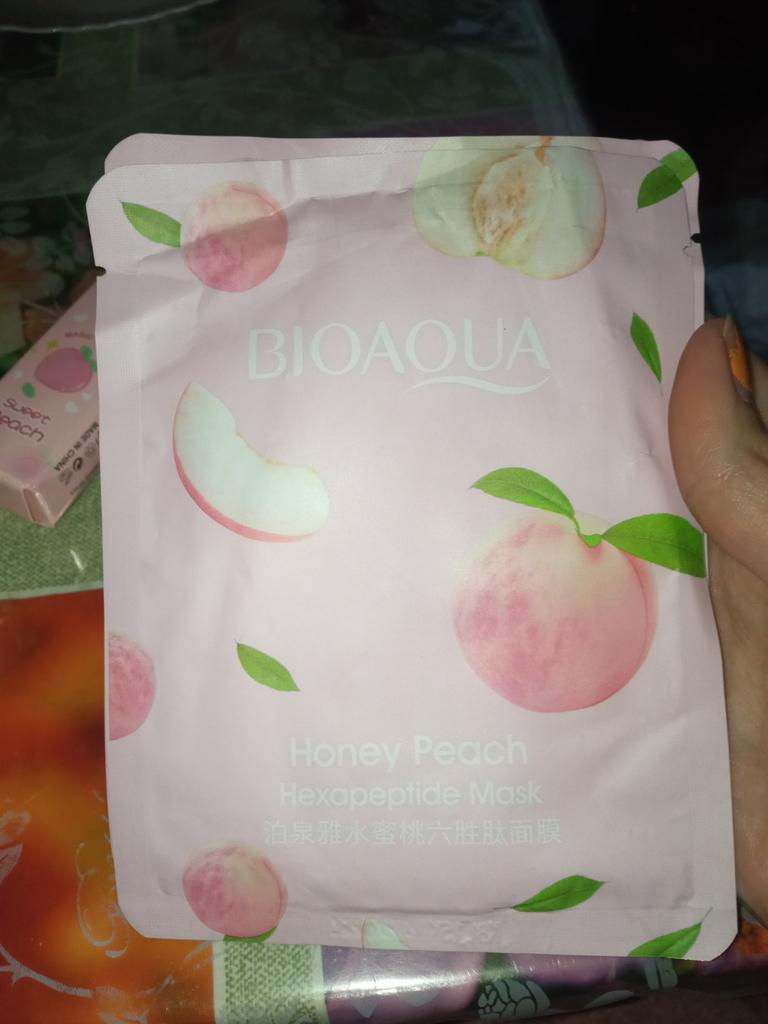 BIOAQUA
Honey Peach
Hexapeptide Mask
泊泉雅水蜜桃六胜肽面膜
MAGIC
Sweet
Peach
MADE IN CHINA